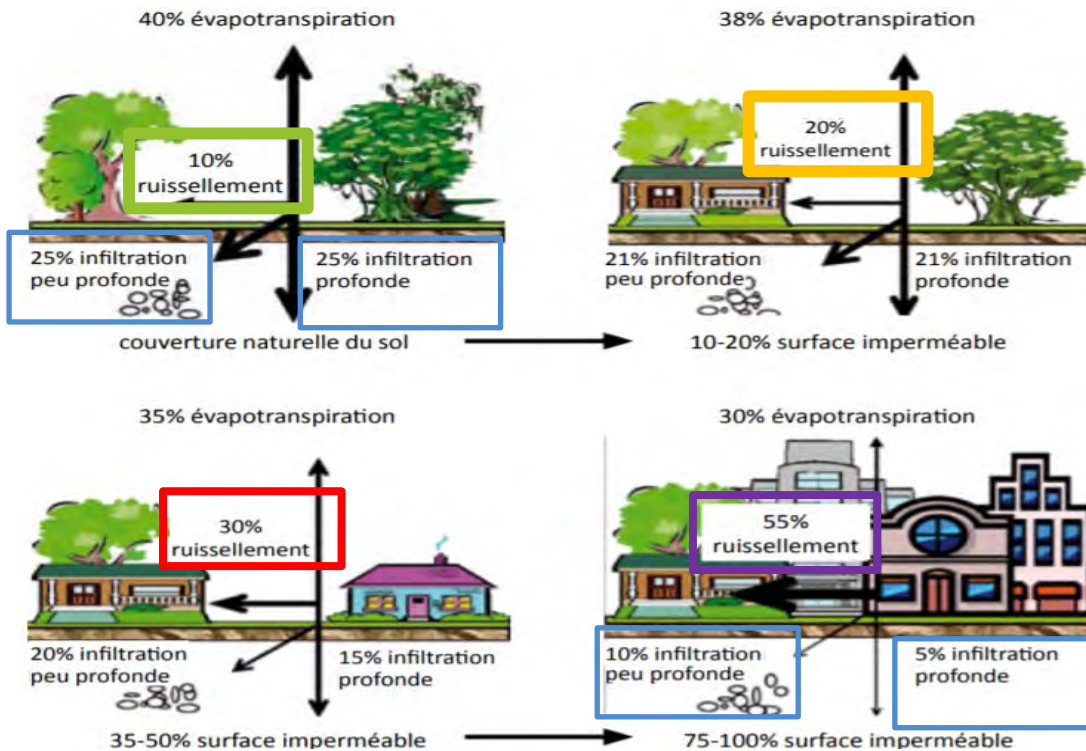 40% évapotranspiration
10%
ruissellement
25% infiltration
peu profonde
25% infiltration
profonde
couverture naturelle du sol
38% évapotranspiration
20%
ruissellement
21% infiltration
peu profonde
21% infiltration
profonde
10-20% surface imperméable
35% évapotranspiration
30%
ruissellement
20% infiltration
peu profonde
15% infiltration
profonde
35-50% surface imperméable
30% évapotranspiration
55%
ruissellement
10% infiltration
peu profonde
5% infiltration
profonde
75-100% surface imperméable